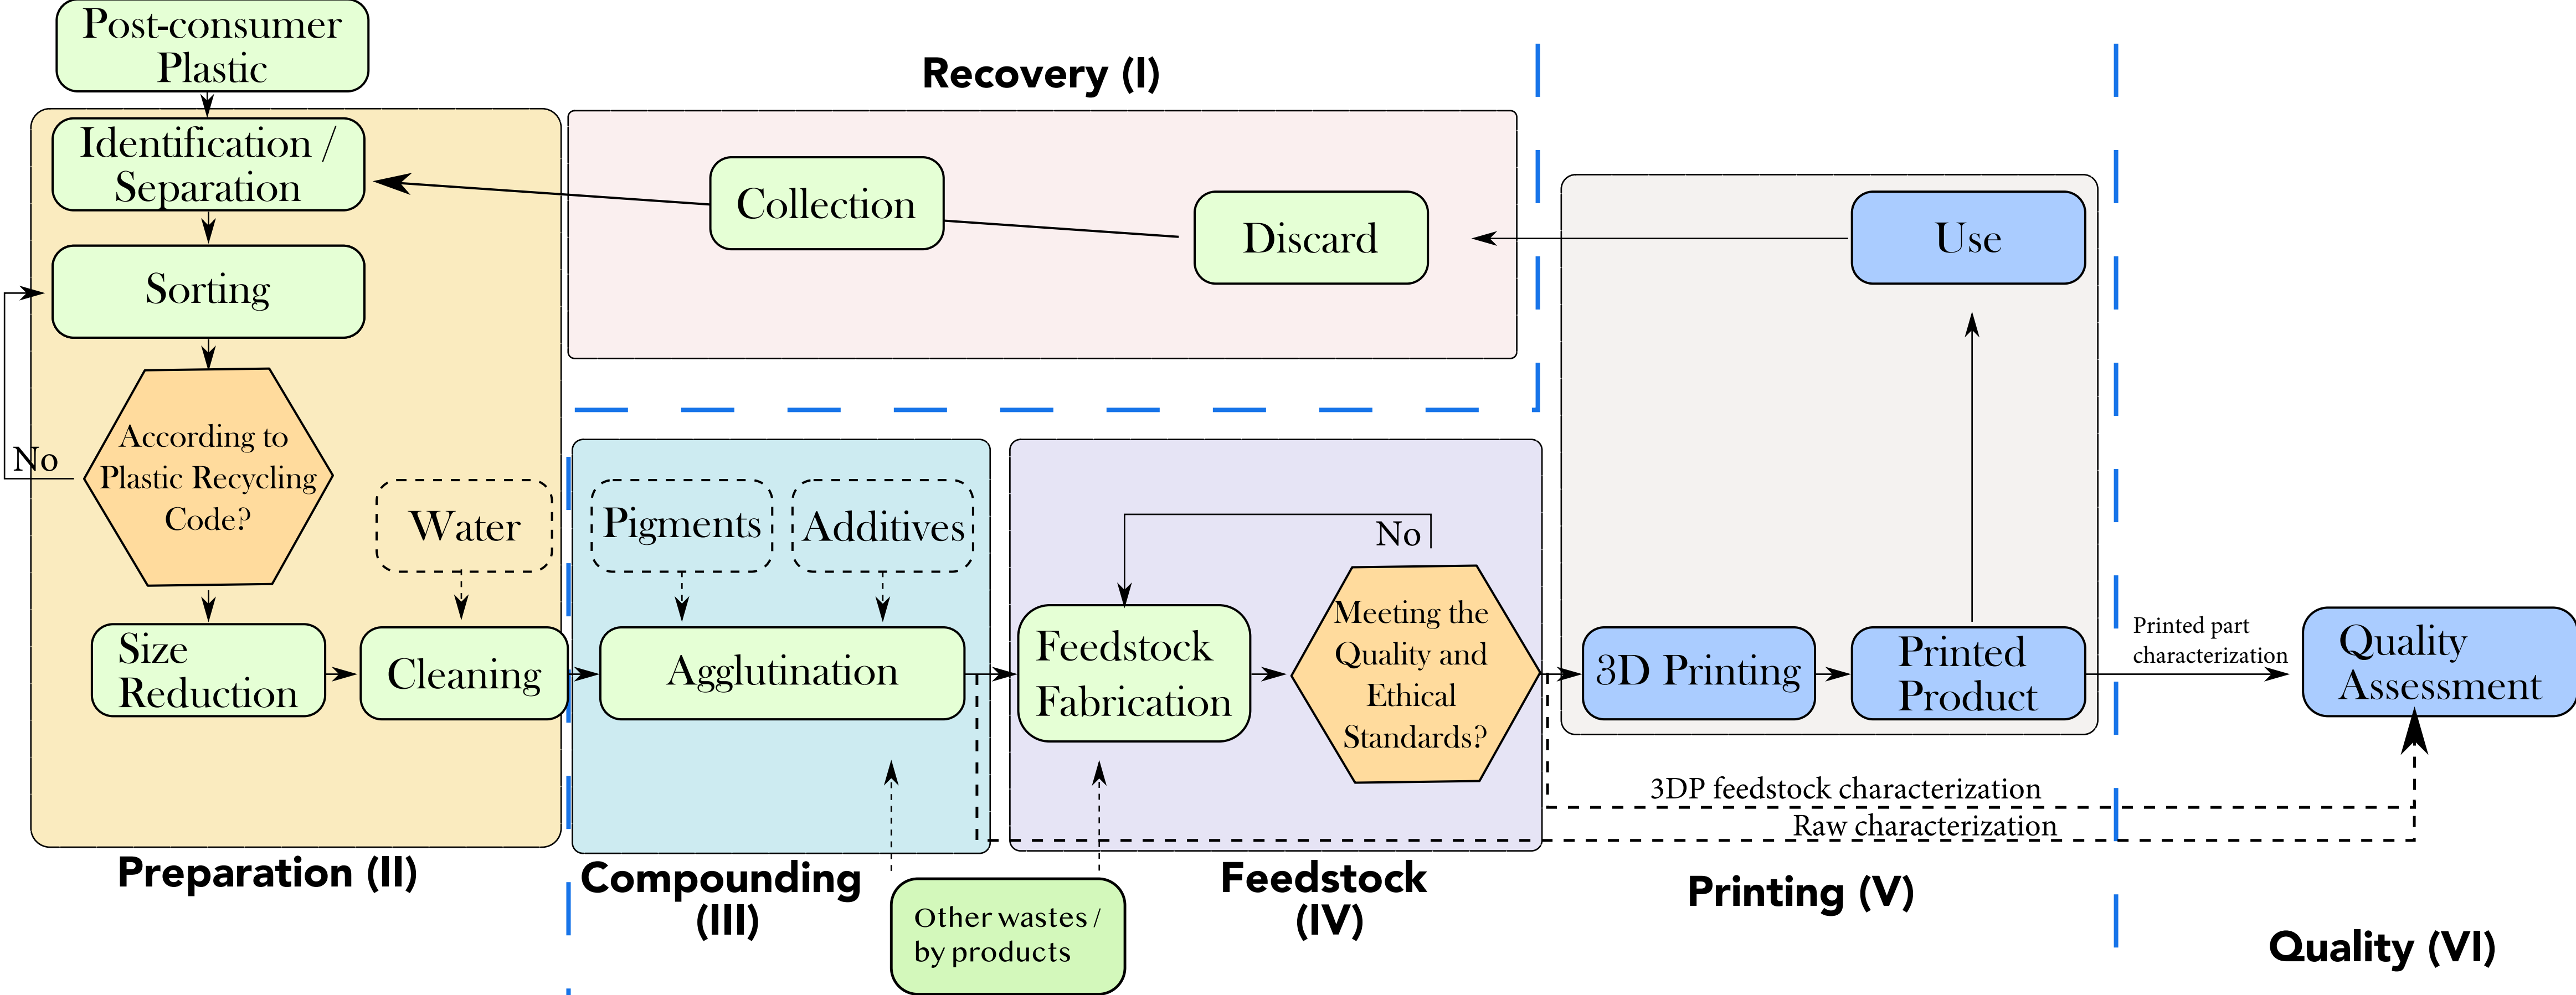 Post-consumer
Plastic
Recovery (I)
Identification /
Separation
Collection
Discard
Use
Sorting
No
According to
Plastic Recycling
Code?
Water
Pigments
Additives
No
Size
Reduction
Cleaning
Agglutination
Feedstock
Fabrication
Meeting the
Quality and
Ethical
Standards?
3D Printing
Printed
Product
Printed part
characterization
Quality
Assessment
3DP feedstock characterization
Raw characterization
Preparation (II)
Compounding
(III)
Other wastes /
by products
Feedstock
(IV)
Printing (V)
Quality (VI)